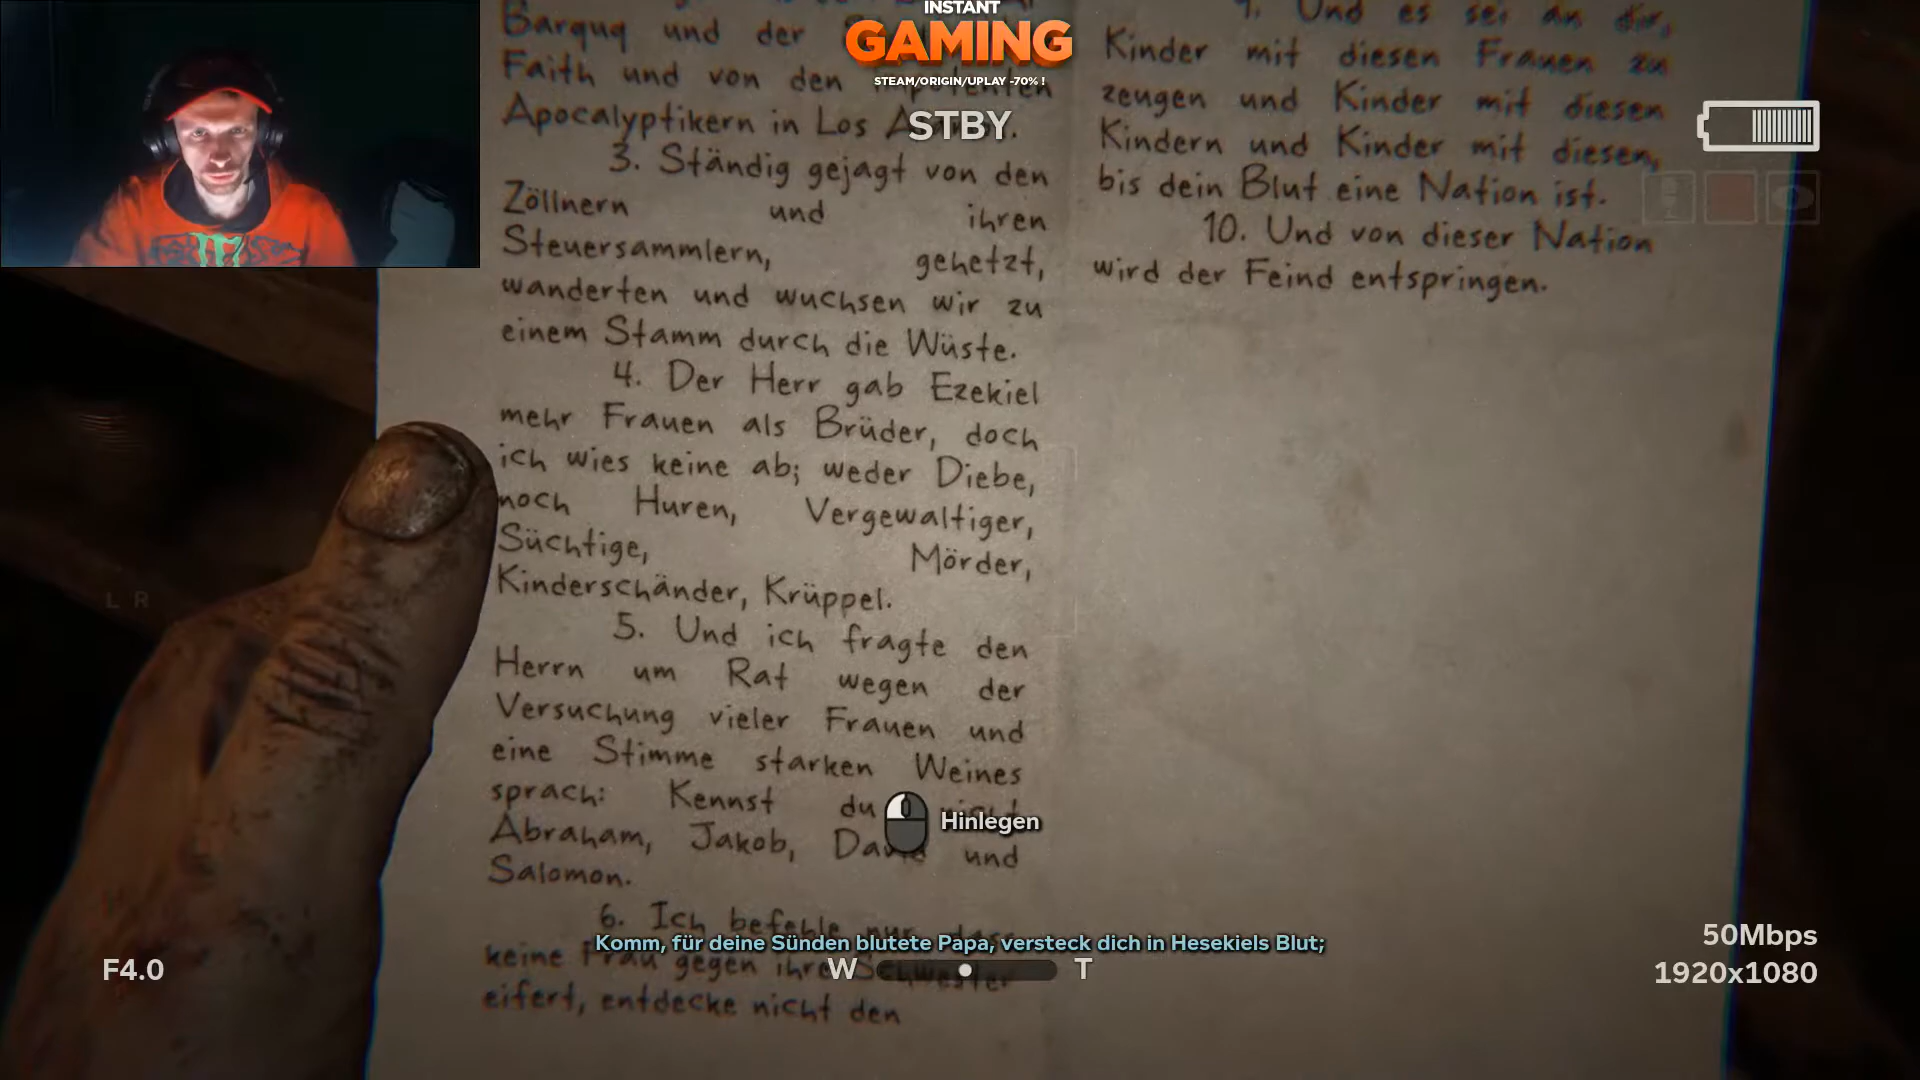 INSTANT
GAMING
STEAM/ORIGIN/UPLAY -70% !
STBY
Barquq und der
Faith und von den
Apocalyptikern in Los
3. Ständig gejagt von den
Zöllnern und ihren
Steuersammlern, gehetzt,
wanderten und wuchsen wir zu
einem Stamm durch die Wüste.
4. Der Herr gab Ezekiel
mehr Frauen als Brüder, doch
ich wies keine ab; weder Diebe,
noch Huren, Vergewaltiger,
Süchtige, Mörder,
Kinderschänder, Krüppel.
5. Und ich fragte den
Herrn um Rat wegen der
Versuchung vieler Frauen und
eine Stimme starken Weines
sprach: Kennst du nicht
Abraham, Jakob, David und
Salomon.
6. Ich befehle nur, dass
keine Frau gegen ihre Schwester
eifert, entdecke nicht den
9. Und es sei an dir,
Kinder mit diesen Frauen zu
zeugen und Kinder mit diesen
Kindern und Kinder mit diesen,
bis dein Blut eine Nation ist.
10. Und von dieser Nation
wird der Feind entspringen.
L R
Hinlegen
Komm, für deine Sünden blutete Papa, versteck dich in Hesekiels Blut;
W T
F4.0
50Mbps
1920x1080